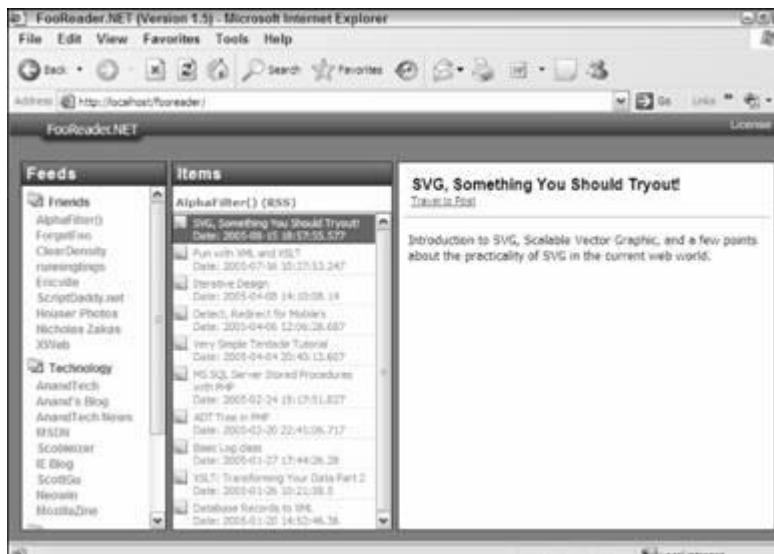 FooReader.NET (Version 1.5) - Microsoft Internet Explorer
File Edit View Favorites Tools Help
Back Search Favorites
Address http://localhost/fooreader/ Go Links
FooReader.NET License
Feeds
Friends
AlphaFilter()
ForgetFoo
ClearDensity
runningtings
Encyte
ScriptDaddy.net
Houser Photos
Nicholas Zakas
XWeb
Technology
AnandTech
Anand's Blog
AnandTech News
MSDN
Scobleizer
IE Blog
ScottGu
Neowin
MozillaZine
Items
AlphaFilter() (RSS)
SVG, Something You Should Tryout!
Date: 2005-08-15 18:57:55.577
Fun with XML and XSLT
Date: 2005-07-16 10:27:53.247
Iterative Design
Date: 2005-04-08 14:10:08.14
Detect, Redirect for Mobiles
Date: 2005-04-06 12:06:28.687
Very Simple Tentacle Tutorial
Date: 2005-04-04 20:40:13.607
MS SQL Server Stored Procedures
with PHP
Date: 2005-02-24 15:17:51.827
ADT Tree in PHP
Date: 2005-02-20 22:45:06.717
Basic Log class
Date: 2005-01-27 17:44:26.28
XSLT: Transforming Your Data Part 2
Date: 2005-01-26 10:21:38.5
Database Records to XML
Date: 2005-01-20 14:52:46.36
SVG, Something You Should Tryout!
Travel to Post
Introduction to SVG, Scalable Vector Graphic, and a few points
about the practicality of SVG in the current web world.